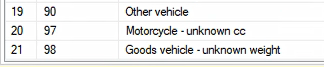 19 90 Other vehicle
20 97 Motorcycle - unknown cc
21 98 Goods vehicle - unknown weight